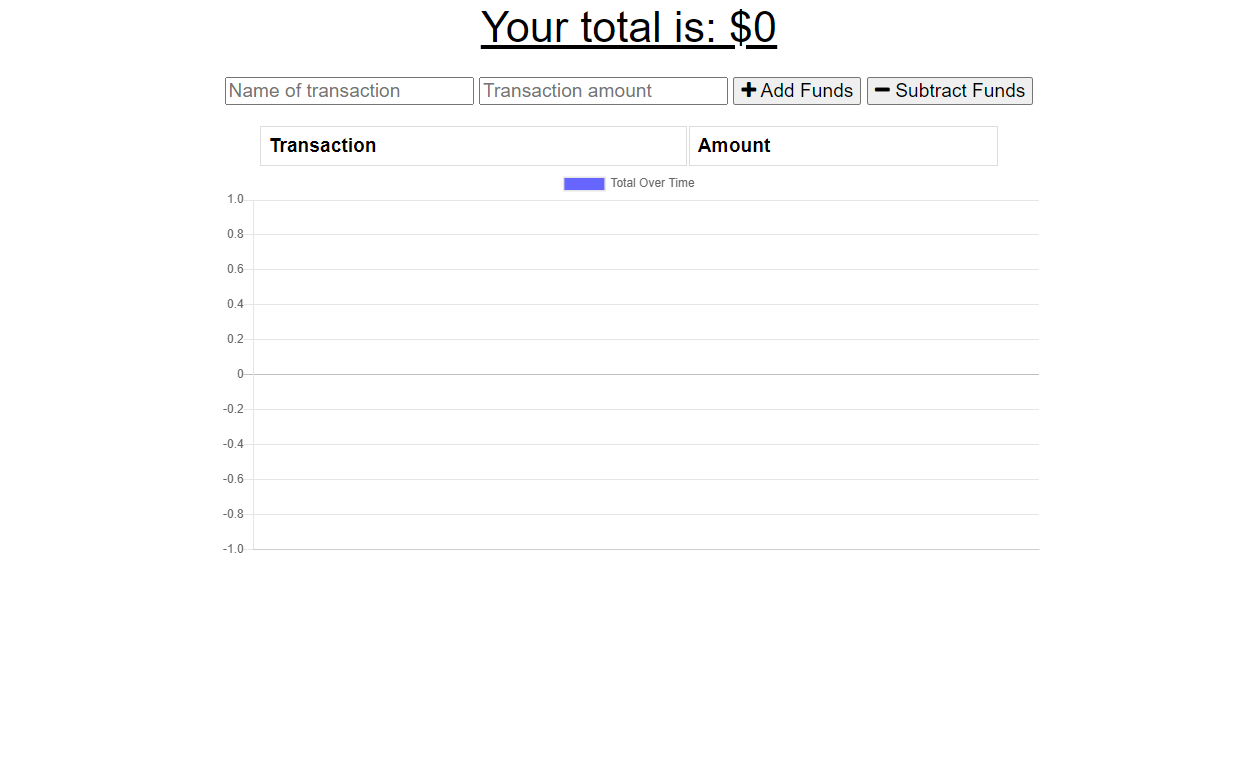 Your total is: $0
Name of transaction Transaction amount Add Funds Subtract Funds
Transaction Amount
Total Over Time
1.0
0.8
0.6
0.4
0.2
0
-0.2
-0.4
-0.6
-0.8
-1.0